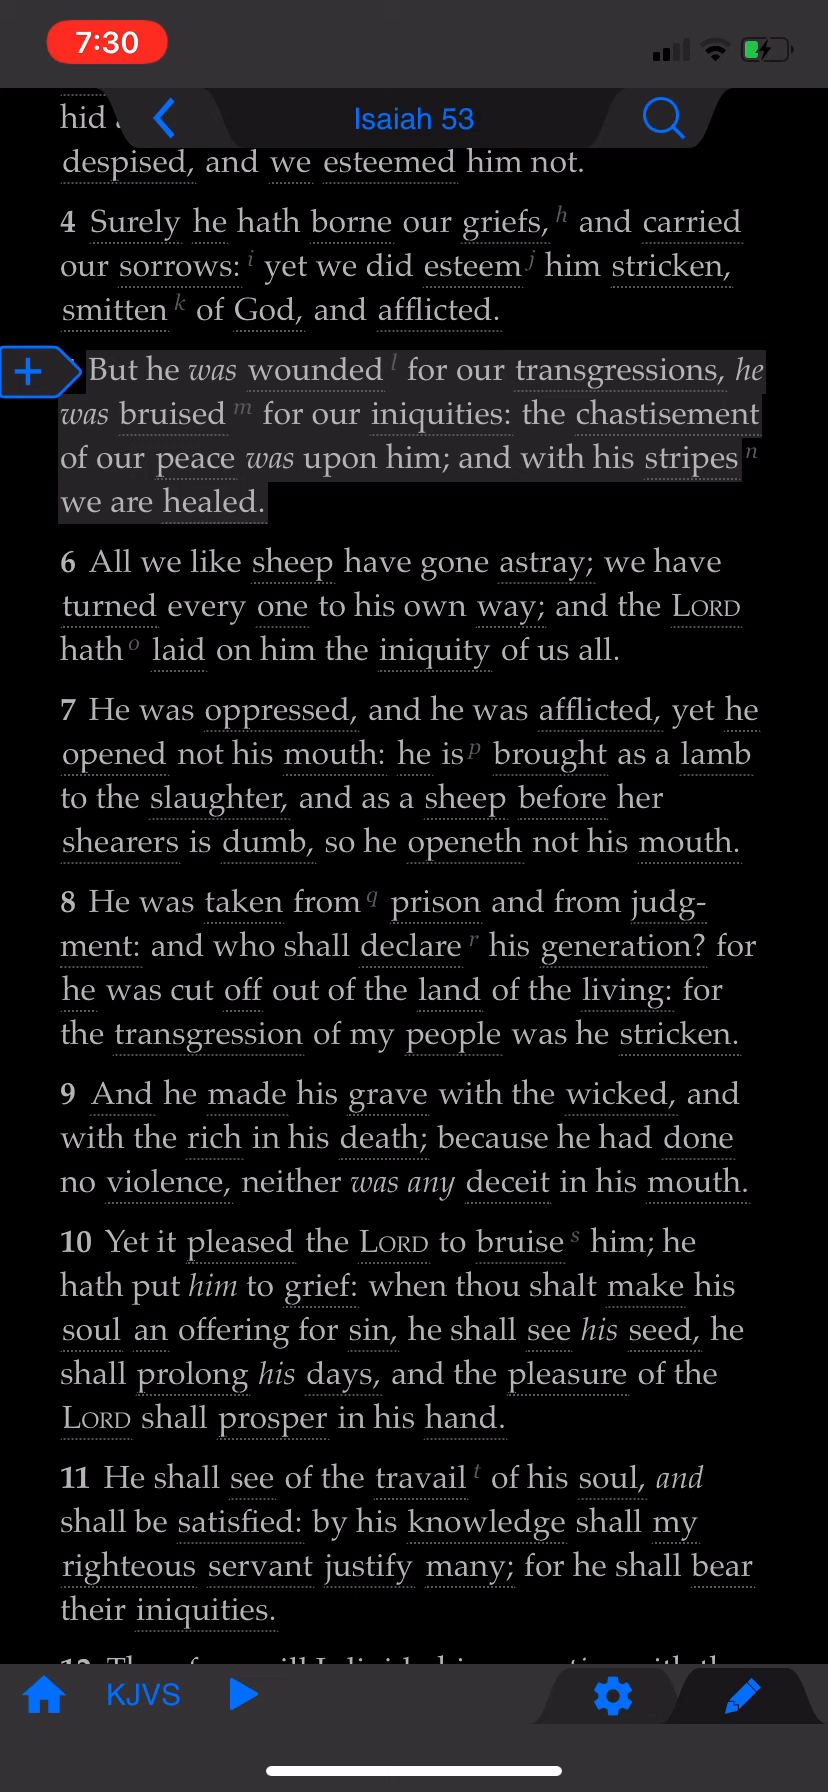 7:30
Isaiah 53
hid
despised, and we esteemed him not.
4 Surely he hath borne our griefs, h and carried
our sorrows: i yet we did esteem j him stricken,
smitten k of God, and afflicted.
But he was wounded l for our transgressions, he
was bruised m for our iniquities: the chastisement
of our peace was upon him; and with his stripes n
we are healed.
6 All we like sheep have gone astray; we have
turned every one to his own way; and the LORD
hath o laid on him the iniquity of us all.
7 He was oppressed, and he was afflicted, yet he
opened not his mouth: he is p brought as a lamb
to the slaughter, and as a sheep before her
shearers is dumb, so he openeth not his mouth.
8 He was taken from q prison and from judg-
ment: and who shall declare r his generation? for
he was cut off out of the land of the living: for
the transgression of my people was he stricken.
9 And he made his grave with the wicked, and
with the rich in his death; because he had done
no violence, neither was any deceit in his mouth.
10 Yet it pleased the LORD to bruise s him; he
hath put him to grief: when thou shalt make his
soul an offering for sin, he shall see his seed, he
shall prolong his days, and the pleasure of the
LORD shall prosper in his hand.
11 He shall see of the travail t of his soul, and
shall be satisfied: by his knowledge shall my
righteous servant justify many; for he shall bear
their iniquities.
KJVS